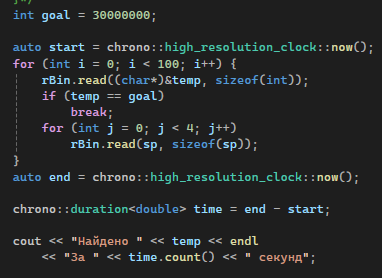 int goal = 30000000;
auto start = chrono::high_resolution_clock::now();
for (int i = 0; i < 100; i++) {
rBin.read((char*)&temp, sizeof(int));
if (temp == goal)
break;
for (int j = 0; j < 4; j++)
rBin.read(sp, sizeof(sp));
}
auto end = chrono::high_resolution_clock::now();
chrono::duration<double> time = end - start;
cout << "Найдено " << temp << endl
<< "За " << time.count() << " секунд";